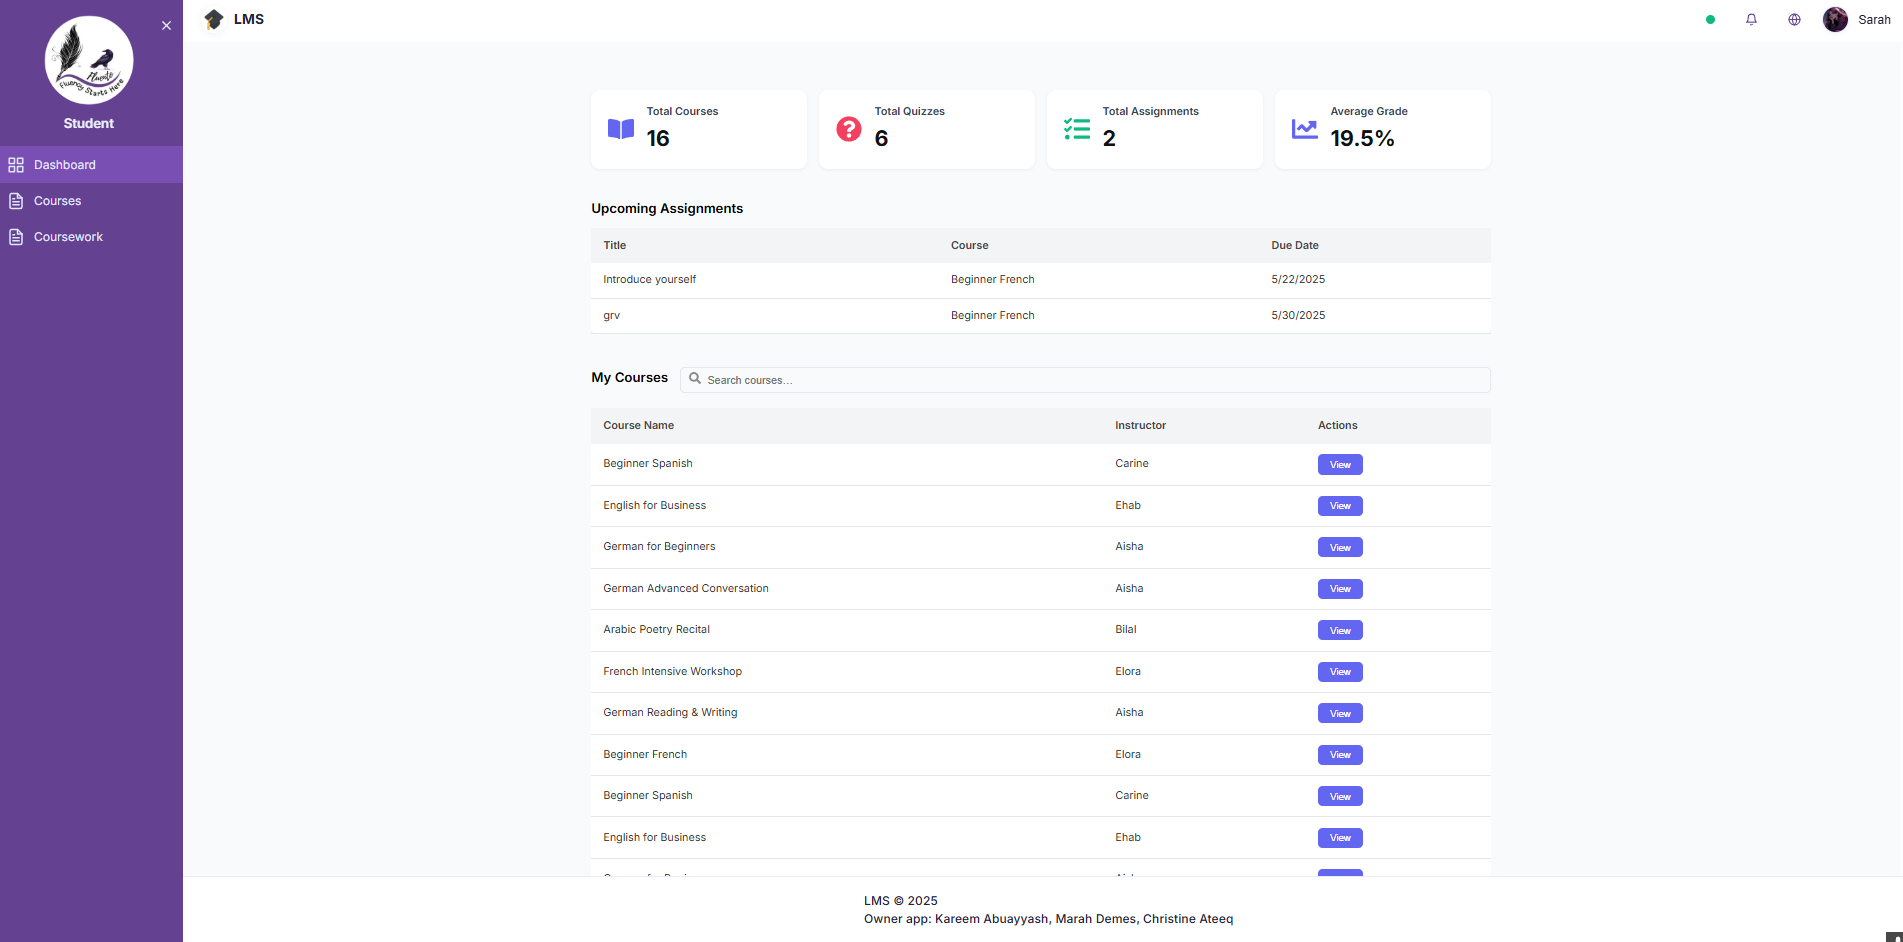 LMS
Sarah
Fluento
Fluency Starts Here
Student
Dashboard
Courses
Coursework
Total Courses
16
Total Quizzes
6
Total Assignments
2
Average Grade
19.5%
Upcoming Assignments
Title Course Due Date
Introduce yourself Beginner French 5/22/2025
grv Beginner French 5/30/2025
My Courses
Search courses...
Course Name Instructor Actions
Beginner Spanish Carine View
English for Business Ehab View
German for Beginners Aisha View
German Advanced Conversation Aisha View
Arabic Poetry Recital Bilal View
French Intensive Workshop Elora View
German Reading & Writing Aisha View
Beginner French Elora View
Beginner Spanish Carine View
English for Business Ehab View
LMS © 2025
Owner app: Kareem Abuayyash, Marah Demes, Christine Ateeq